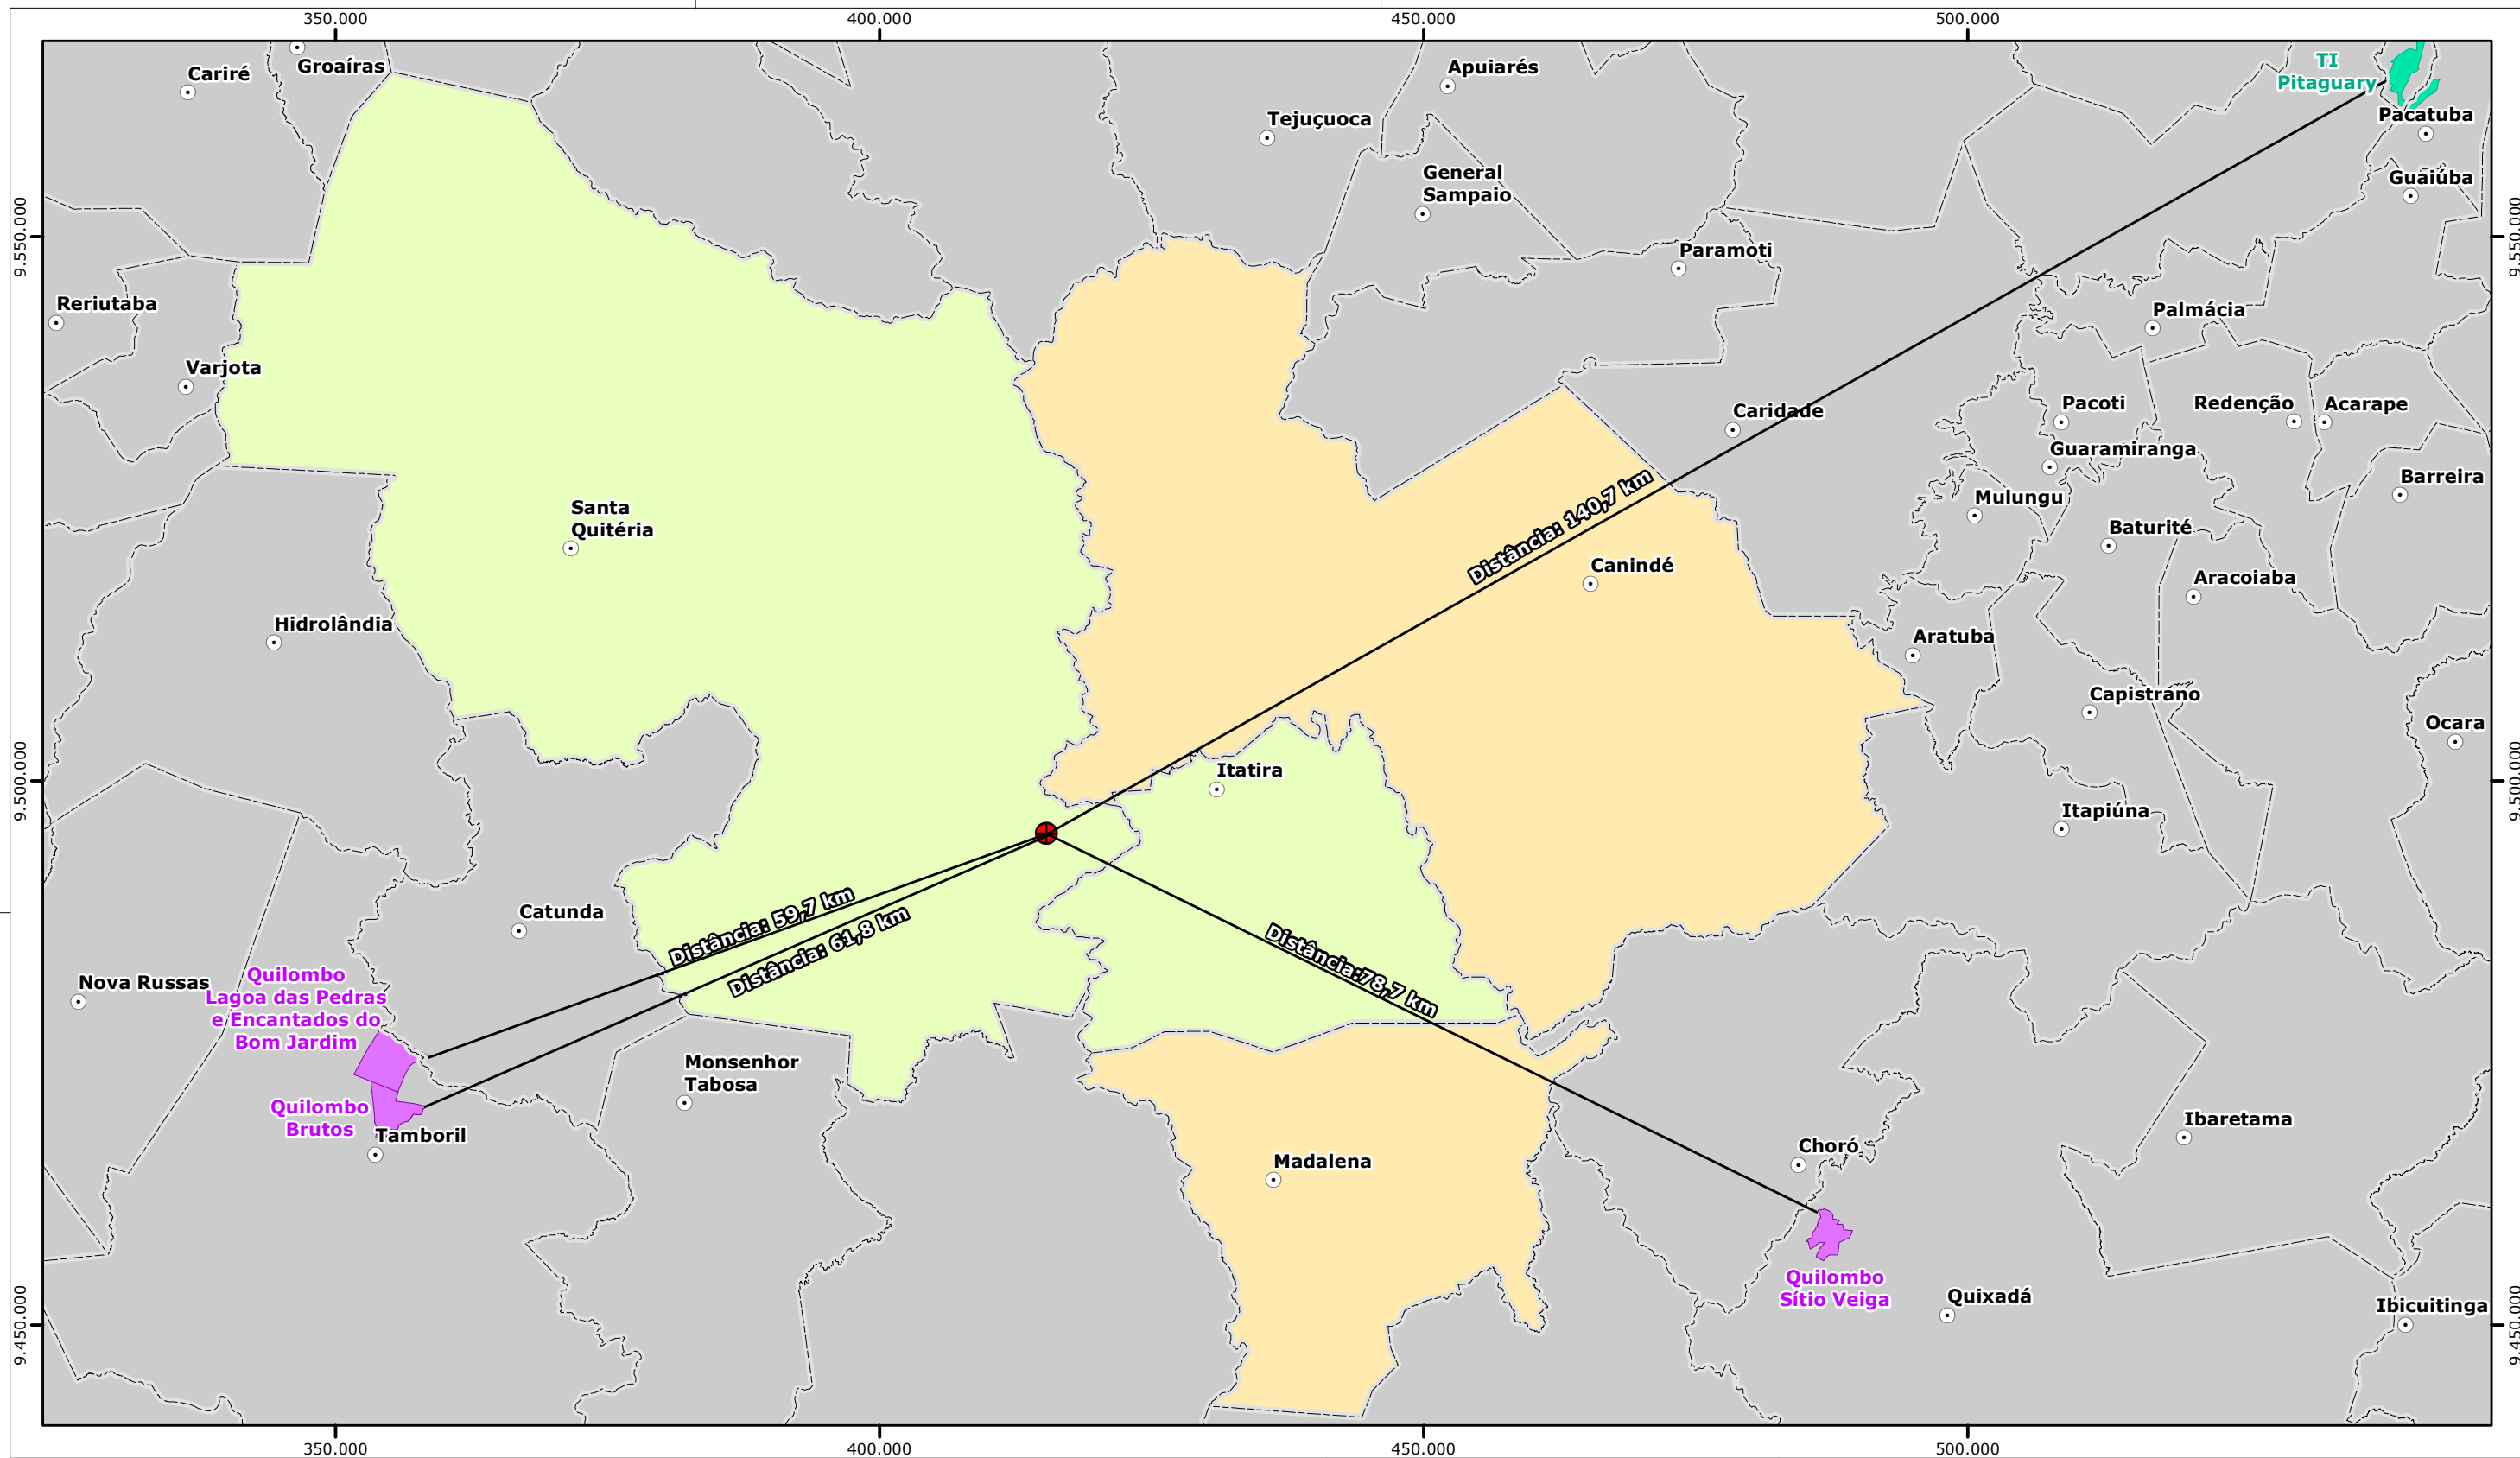 350.000
400.000
450.000
500.000
Groaíras
Cariré
Apuiarés
TI
Pitaguary
Tejuçuoca
Pacatuba
General
Sampaio
Guaiúba
9.550.000
9.550.000
Paramoti
Reriutaba
Palmácia
Varjota
Caridade
Pacoti
Redenção
Acarape
Guaramiranga
Barreira
Distância: 140,7 km
Mulungu
Santa
Quitéria
Baturité
Canindé
Aracoiaba
Hidrolândia
Aratuba
Capistrano
Ocara
9.500.000
9.500.000
Itatira
Itapiúna
Distância: 59,7 km
Catunda
Distância: 61,8 km
Distância:78,7 km
Nova Russas
Quilombo
Lagoa das Pedras
e Encantados do
Bom Jardim
Monsenhor
Tabosa
Quilombo
Brutos
Tamboril
Ibaretama
Choró
Madalena
Quilombo
Sítio Veiga
Quixadá
Ibicuitinga
9.450.000
9.450.000
350.000
400.000
450.000
500.000